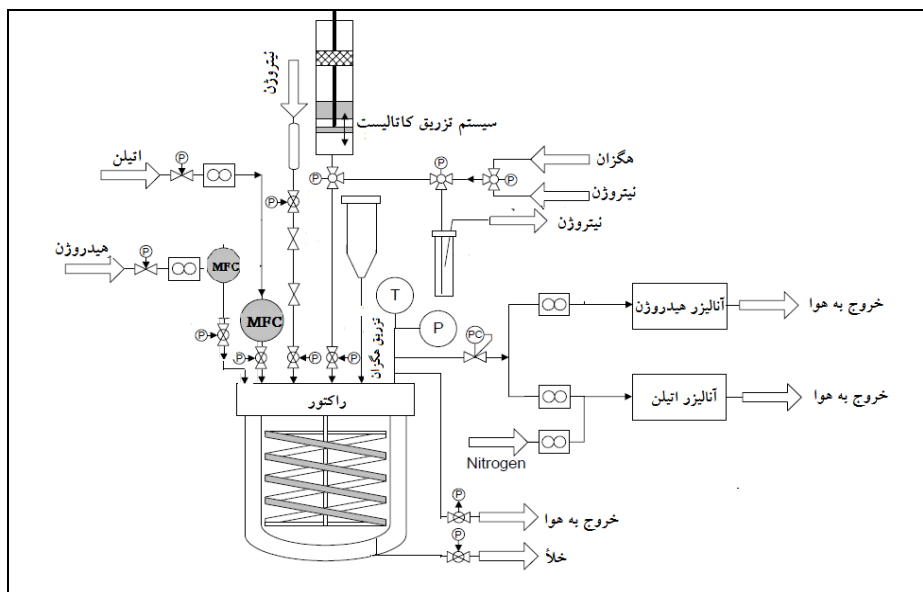 نیتروژن
سیستم تزریق کاتالیست
اتیلن
P
هگزان
P
P
P
P
نیتروژن
P
نیتروژن
هیدروژن
P
MFC
T
آنالیزر هیدروژن
خروج به هوا
MFC
P
P
تزریق هگزان
PC
P
P
P
راکتور
آنالیزر اتیلن
خروج به هوا
Nitrogen
P
خروج به هوا
P
خلأ